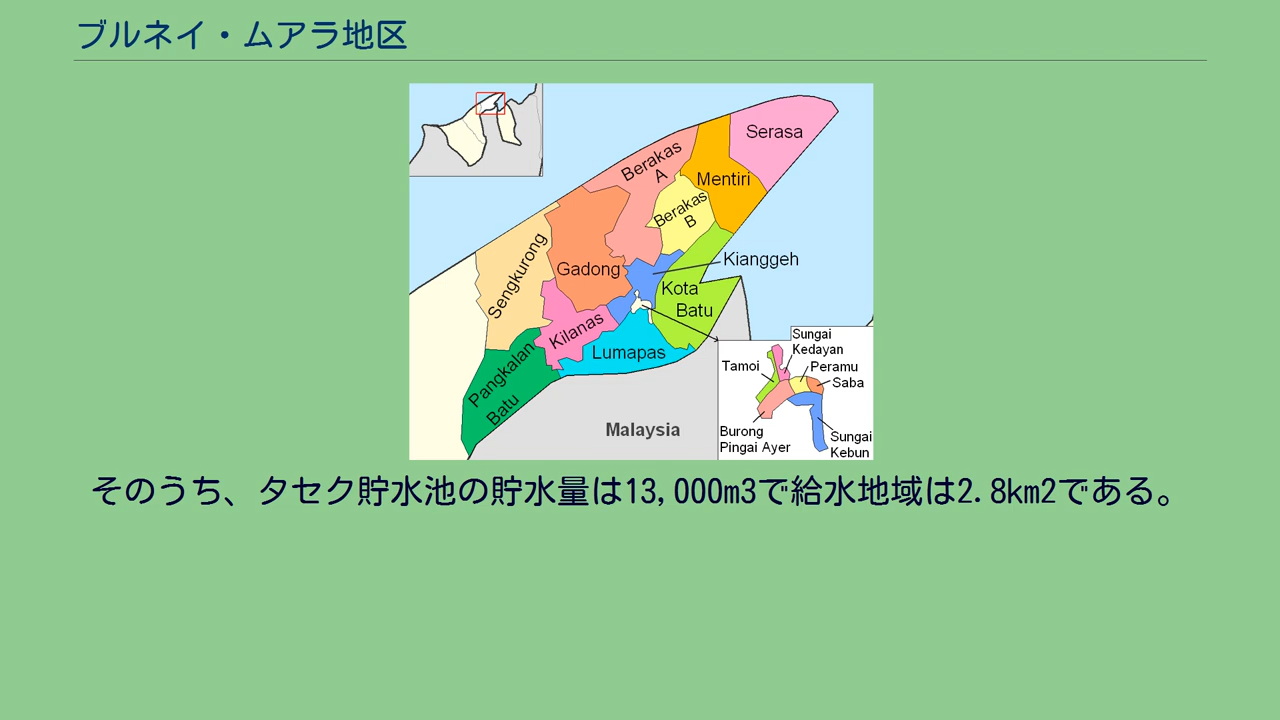 ブルネイ・ムアラ地区
Serasa
Berakas
A
Mentiri
Berakas
B
Kianggeh
Sengkurong
Gadong
Kota
Batu
Kilanas
Lumapas
Pangkalan
Batu
Malaysia
Sungai
Kedayan
Tamoi
Peramu
Saba
Burong
Pingai Ayer
Sungai
Kebun
そのうち、タセク貯水池の貯水量は13,000m3で給水地域は2.8km2である。